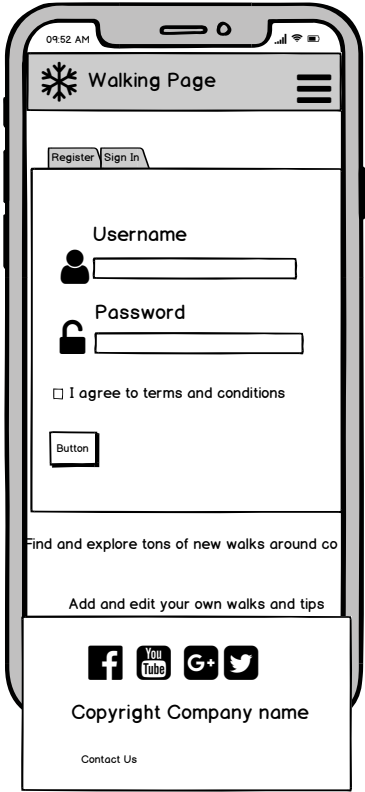 09:52 AM
Walking Page
Register Sign In
Username
Password
I agree to terms and conditions
Button
Find and explore tons of new walks around co
Add and edit your own walks and tips
f You Tube G+
Copyright Company name
Contact Us